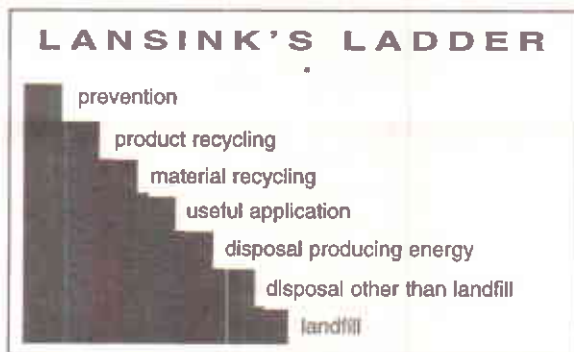 LANSINK'S LADDER
prevention
product recycling
material recycling
useful application
disposal producing energy
disposal other than landfill
landfill